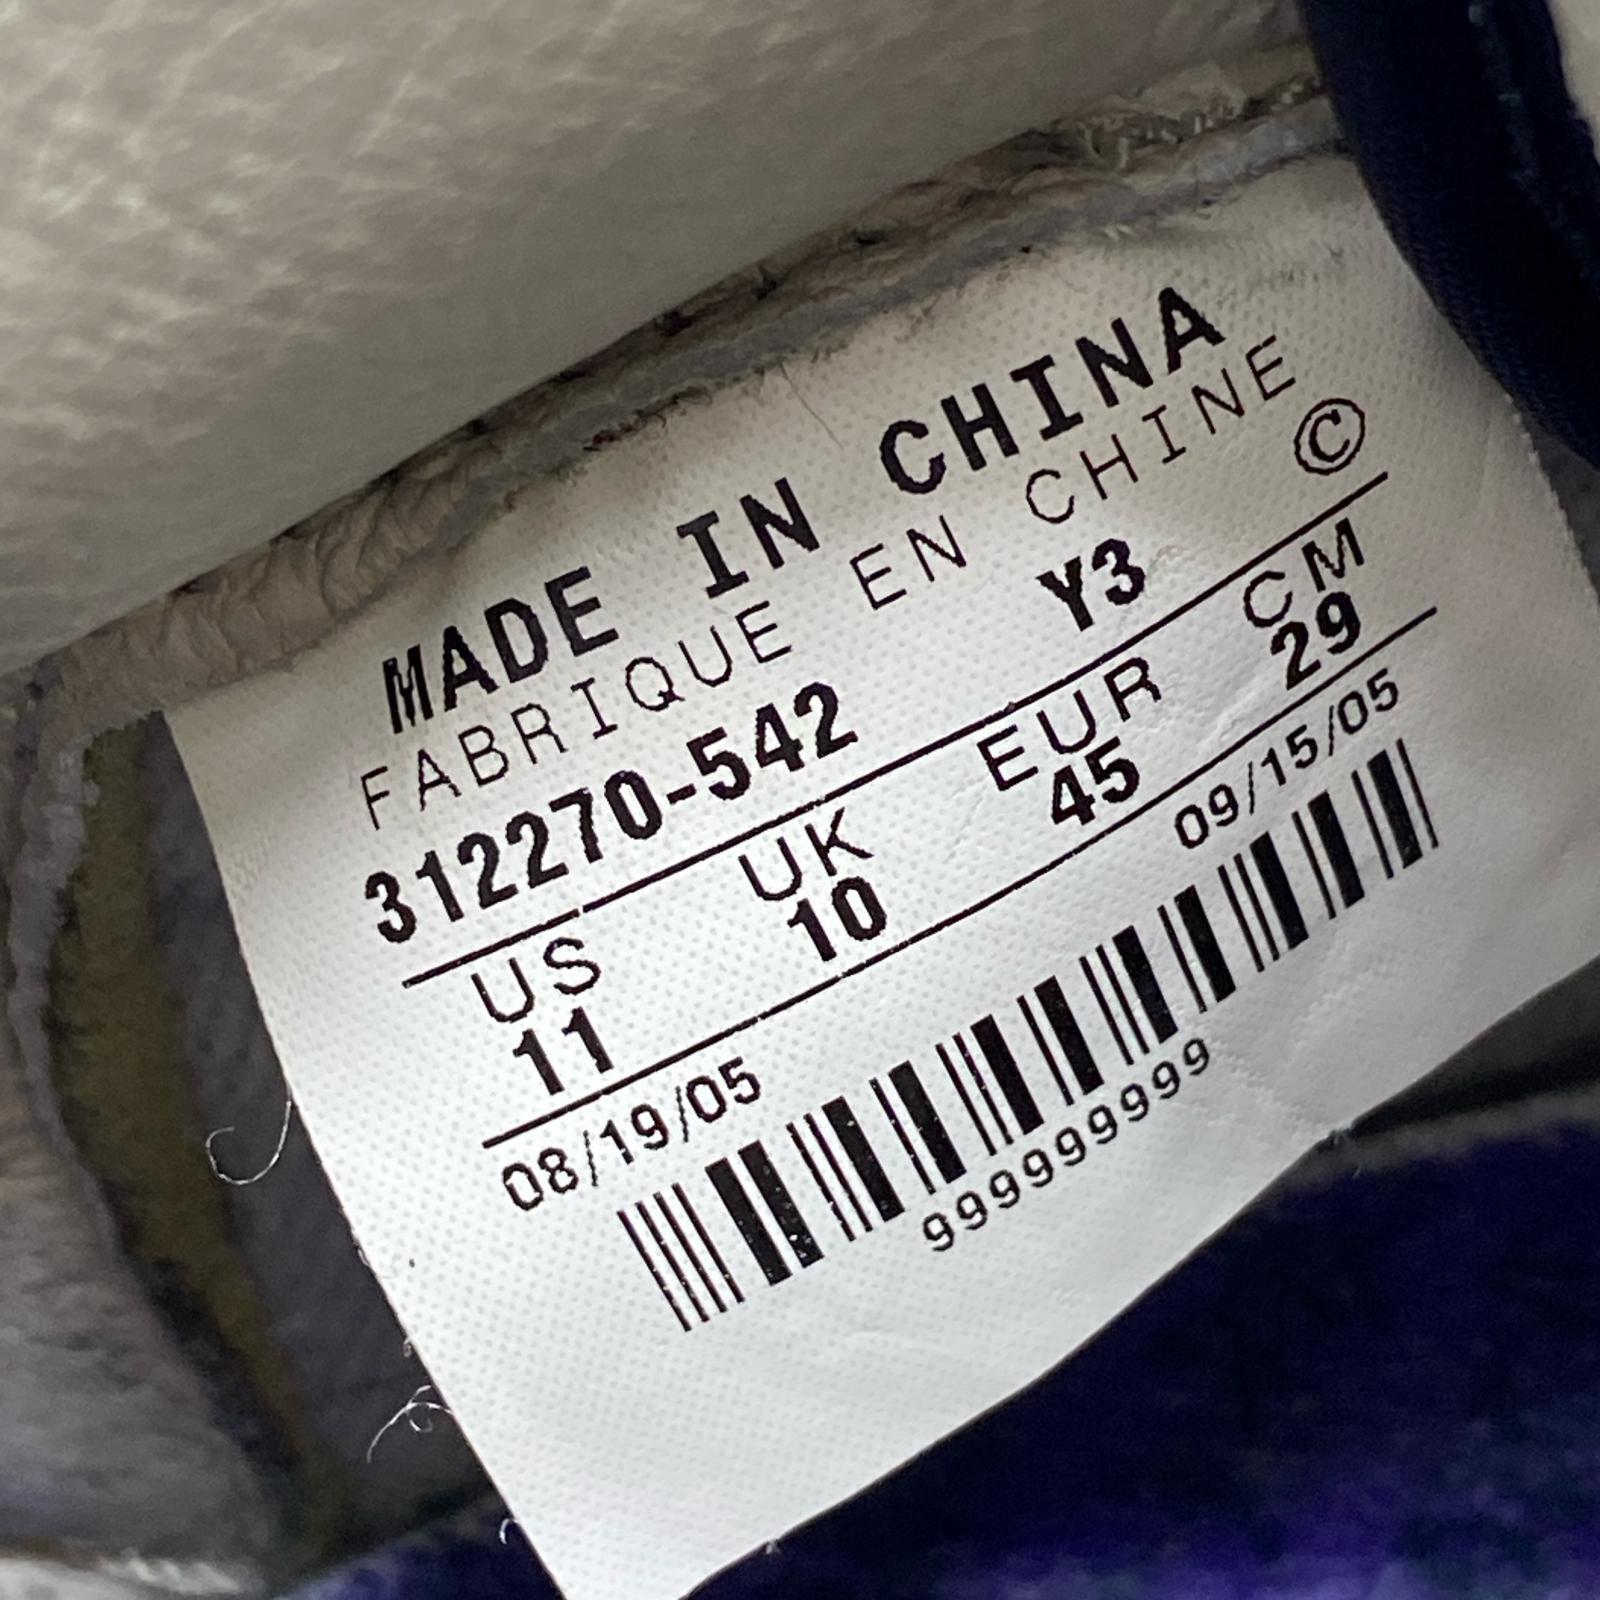 MADE IN CHINA
FABRIQUE EN CHINE
©
312270-542 Y3
US UK EUR CM
11 10 45 29
08/19/05 09/15/05
999999999